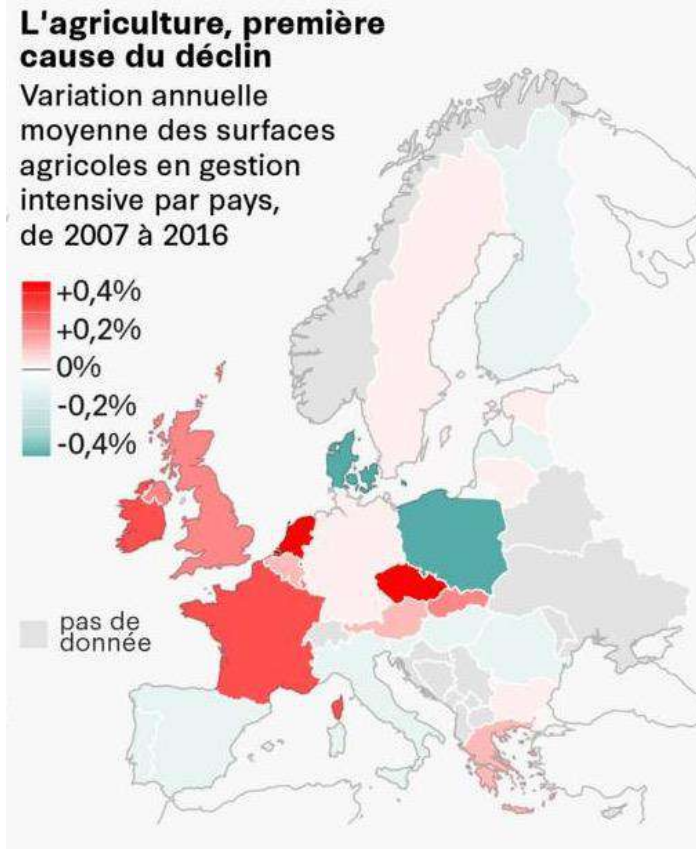 L'agriculture, première
cause du déclin
Variation annuelle
moyenne des surfaces
agricoles en gestion
intensive par pays,
de 2007 à 2016
+0,4%
+0,2%
0%
-0,2%
-0,4%
pas de
donnée